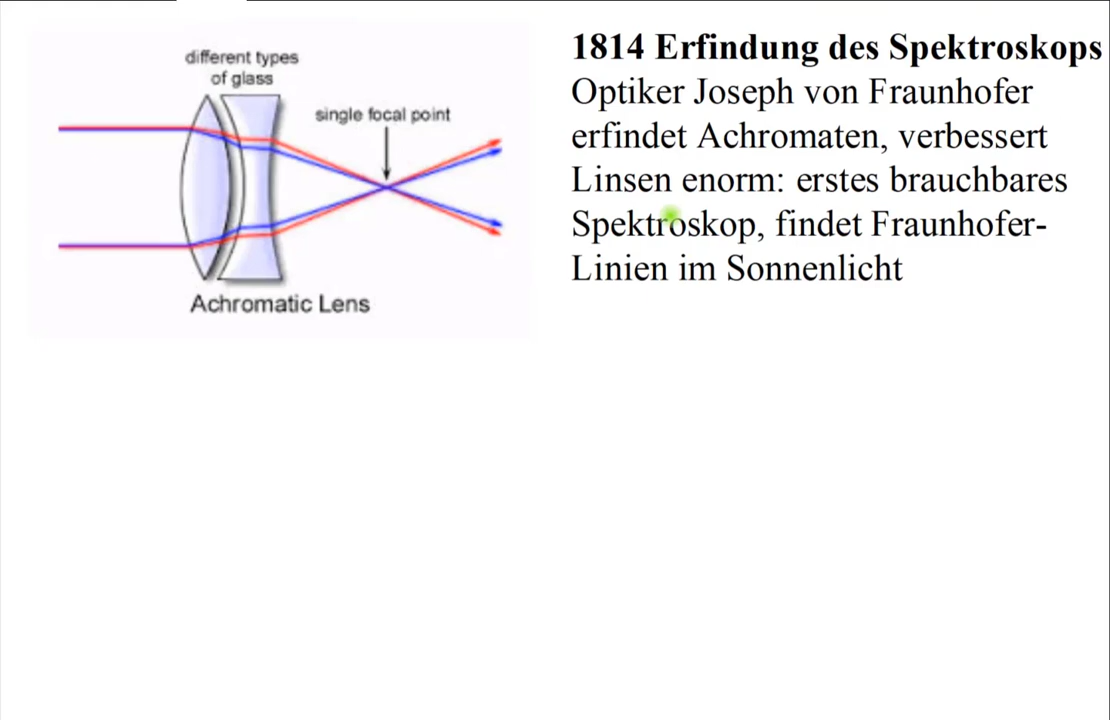 different types
of glass
single focal point
Achromatic Lens
1814 Erfindung des Spektroskops
Optiker Joseph von Fraunhofer
erfindet Achromaten, verbessert
Linsen enorm: erstes brauchbares
Spektroskop, findet Fraunhofer-
Linien im Sonnenlicht